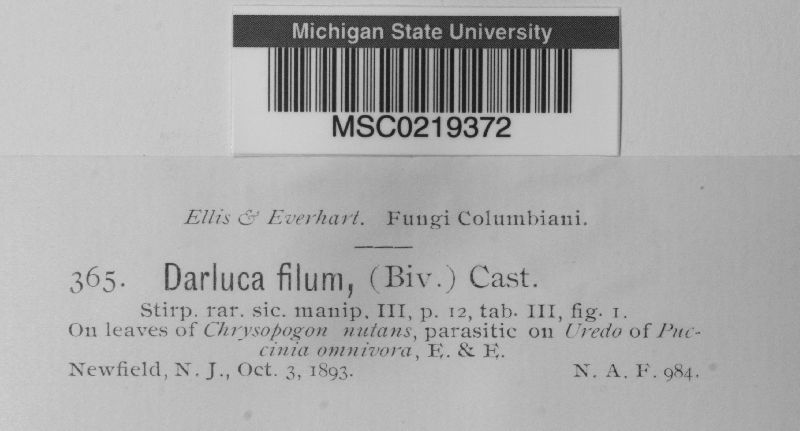 Michigan State University
MSC0219372
Ellis & Everhart. Fungi Columbiani.
365. Darluca filum, (Biv.) Cast.
Stirp. rar. sic. manip. III, p. 12, tab. III, fig. 1.
On leaves of Chrysopogon nutans, parasitic on Uredo of Puc-
cinia omnivora, E. & E.
Newfield, N. J., Oct. 3, 1893. N. A. F. 984.